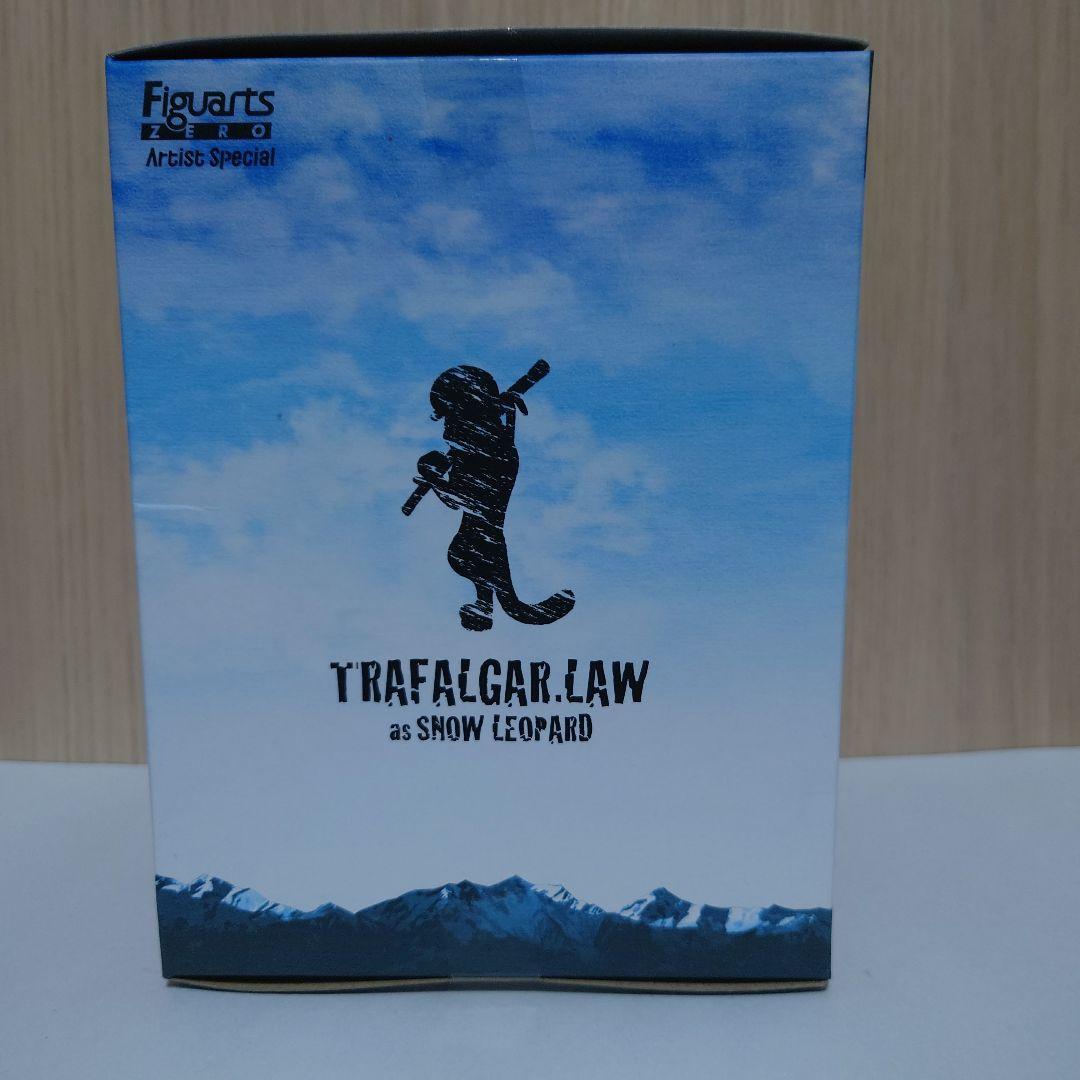 Figuarts
ZERO
Artist Special
TRAFALGAR.LAW
as SNOW LEOPARD